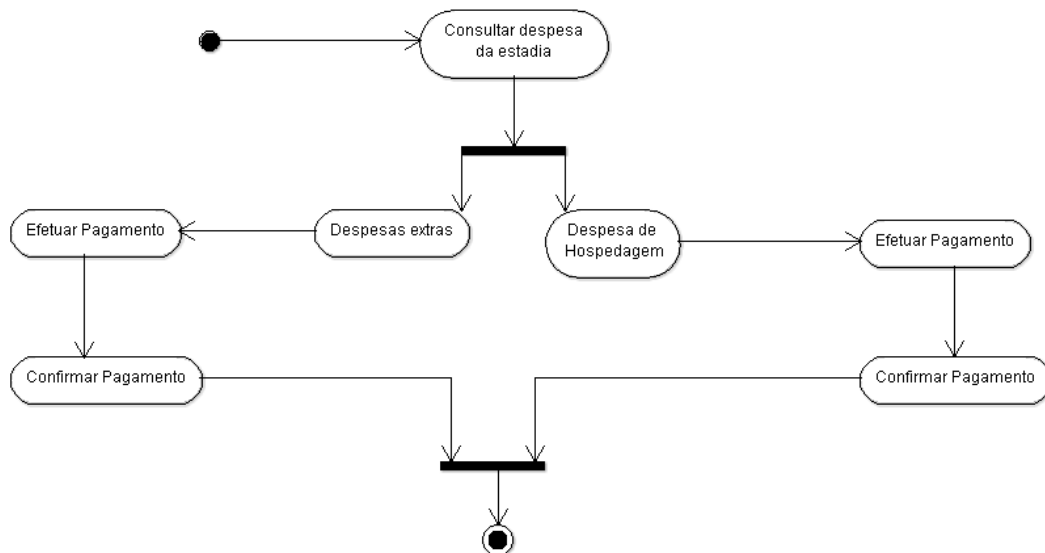 Consultar despesa
da estadia
Efetuar Pagamento
Despesas extras
Despesa de
Hospedagem
Efetuar Pagamento
Confirmar Pagamento
Confirmar Pagamento